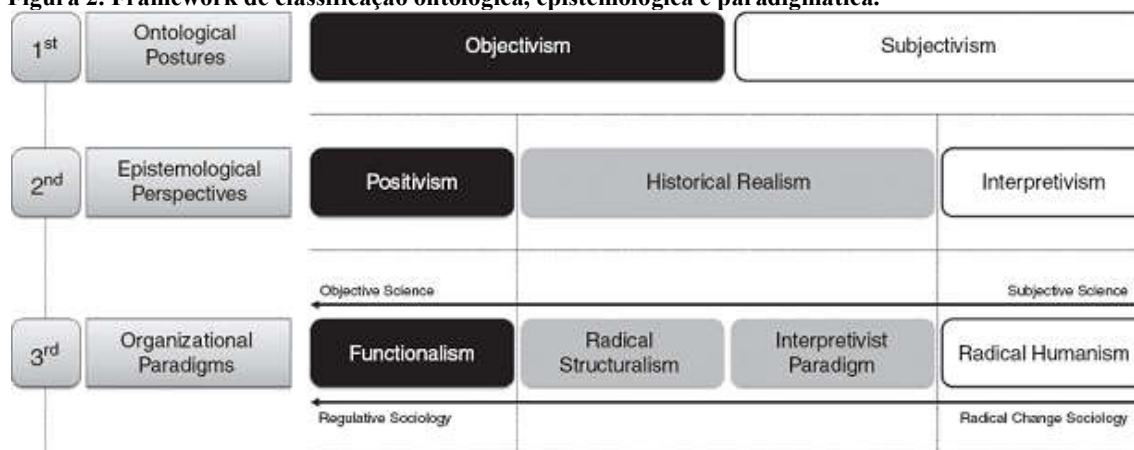 Figura 2: Framework de classificação ontológica, epistemológica e paradigmática.
1st
Ontological
Postures
Objectivism
Subjectivism
2nd
Epistemological
Perspectives
Positivism
Historical Realism
Interpretivism
Objective Science
Subjective Science
3rd
Organizational
Paradigms
Functionalism
Radical
Structuralism
Interpretivist
Paradigm
Radical Humanism
Regulative Sociology
Radical Change Sociology